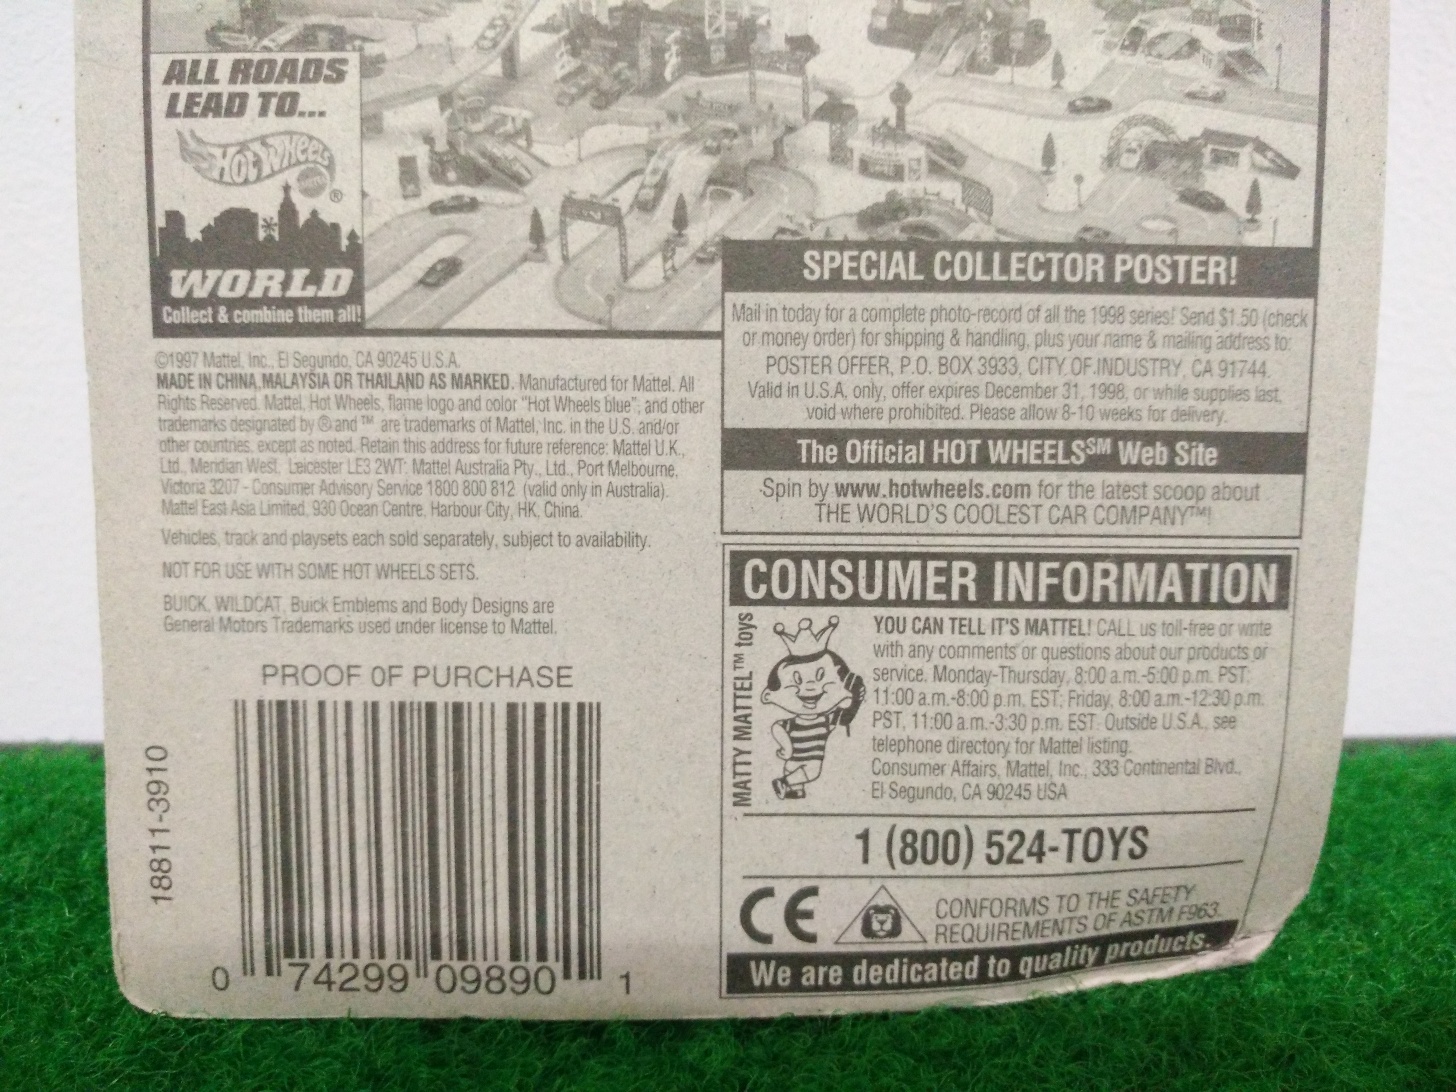 ALL ROADS
LEAD TO...
Hot Wheels
®
WORLD
Collect & combine them all!
©1997 Mattel, Inc., El Segundo, CA 90245 U.S.A.
MADE IN CHINA, MALAYSIA OR THAILAND AS MARKED. Manufactured for Mattel. All
Rights Reserved. Mattel, Hot Wheels, flame logo and color "Hot Wheels blue", and other
trademarks designated by ® and ™ are trademarks of Mattel, Inc. in the U.S. and/or
other countries, except as noted. Retain this address for future reference: Mattel U.K.,
Ltd., Meridian West, Leicester LE3 2WT: Mattel Australia Pty., Ltd., Port Melbourne,
Victoria 3207 - Consumer Advisory Service 1800 800 812 (valid only in Australia).
Mattel East Asia Limited, 930 Ocean Centre, Harbour City, HK, China.
Vehicles, track and playsets each sold separately, subject to availability.
NOT FOR USE WITH SOME HOT WHEELS SETS.
BUICK, WILDCAT, Buick Emblems and Body Designs are
General Motors Trademarks used under license to Mattel.
PROOF OF PURCHASE
18811-3910
0 74299 09890 1
SPECIAL COLLECTOR POSTER!
Mail in today for a complete photo-record of all the 1998 series! Send $1.50 (check
or money order) for shipping & handling, plus your name & mailing address to:
POSTER OFFER, P.O. BOX 3933, CITY OF INDUSTRY, CA 91744.
Valid in U.S.A. only, offer expires December 31, 1998, or while supplies last,
void where prohibited. Please allow 8-10 weeks for delivery.
The Official HOT WHEELS℠ Web Site
Spin by www.hotwheels.com for the latest scoop about
THE WORLD'S COOLEST CAR COMPANY™!
CONSUMER INFORMATION
MATTY MATTEL™ toys
YOU CAN TELL IT'S MATTEL! CALL us toll-free or write
with any comments or questions about our products or
service. Monday-Thursday, 8:00 a.m.-5:00 p.m. PST;
11:00 a.m.-8:00 p.m. EST; Friday, 8:00 a.m.-12:30 p.m.
PST, 11:00 a.m.-3:30 p.m. EST. Outside U.S.A., see
telephone directory for Mattel listing.
Consumer Affairs, Mattel, Inc., 333 Continental Blvd.,
El Segundo, CA 90245 USA
1 (800) 524-TOYS
CE
CONFORMS TO THE SAFETY
REQUIREMENTS OF ASTM F963.
We are dedicated to quality products.